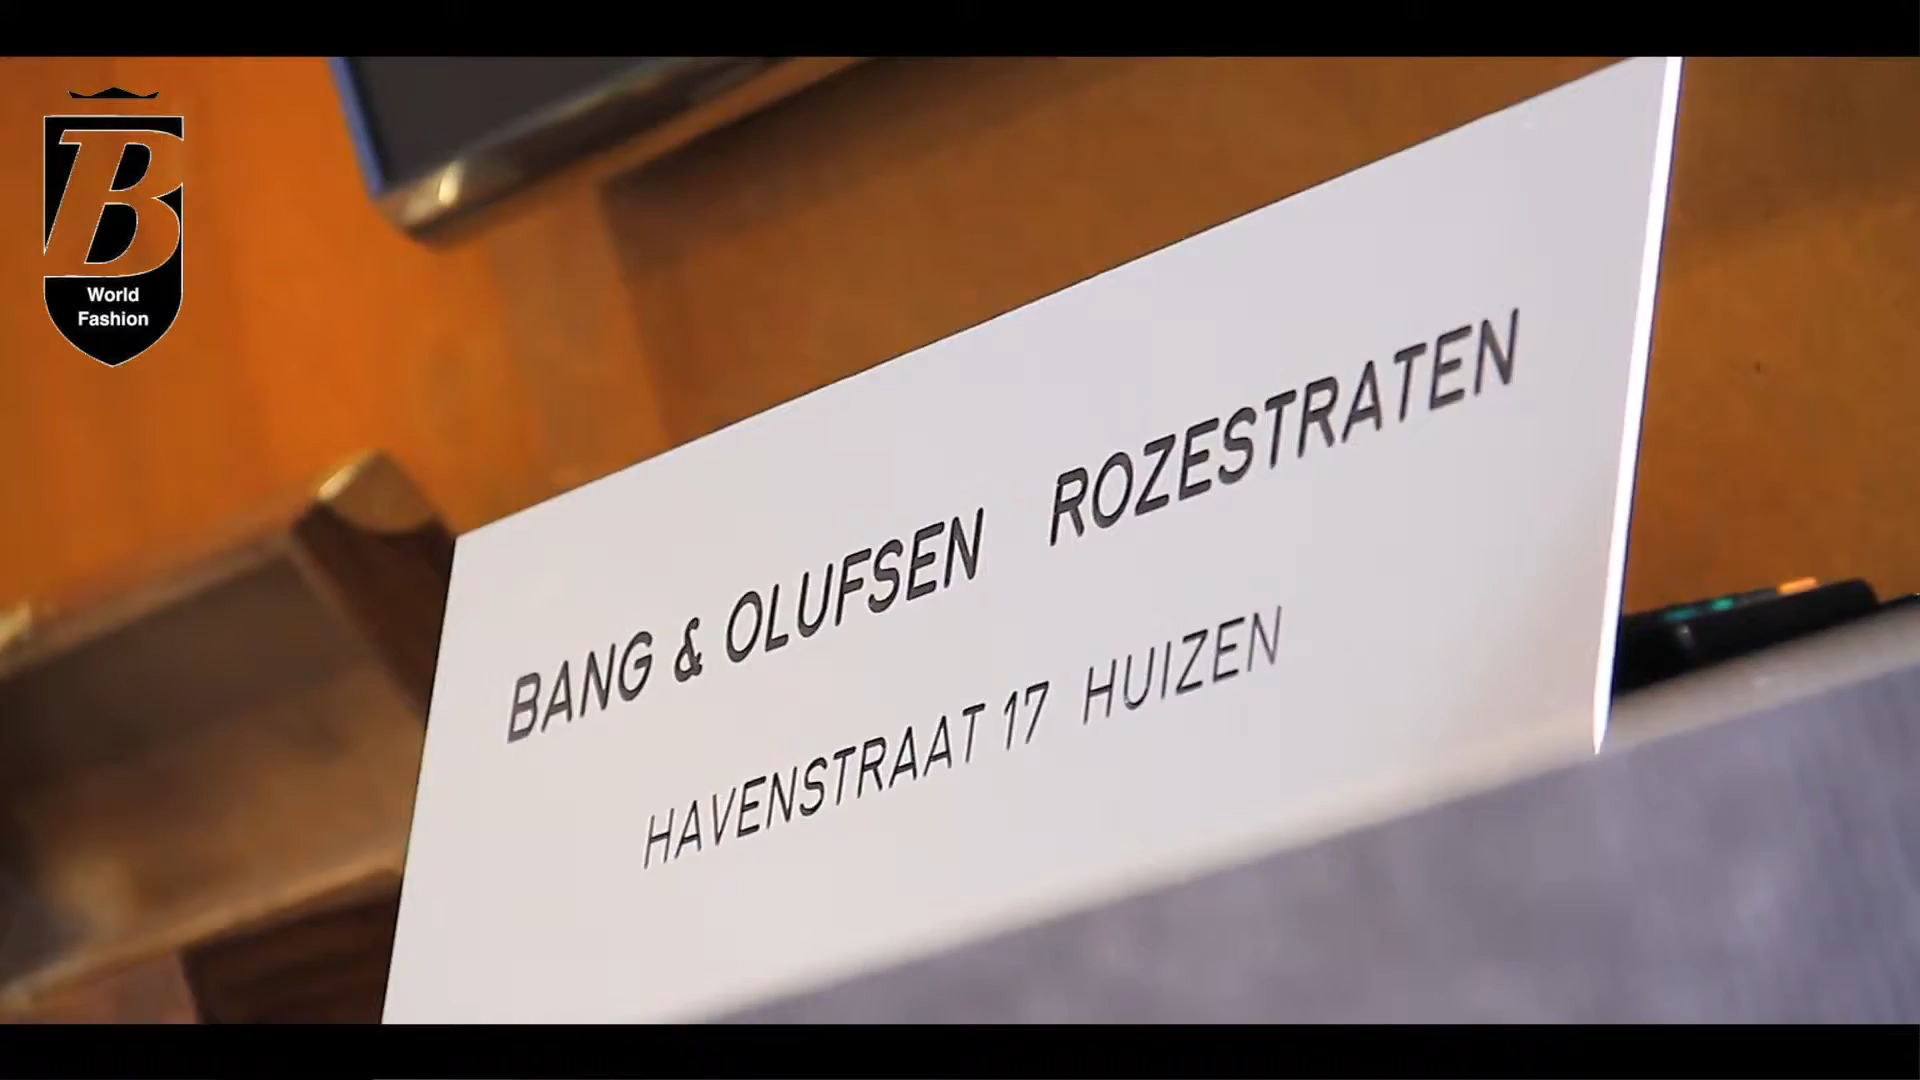 B
World
Fashion
BANG & OLUFSEN ROZESTRATEN
HAVENSTRAAT 17 HUIZEN